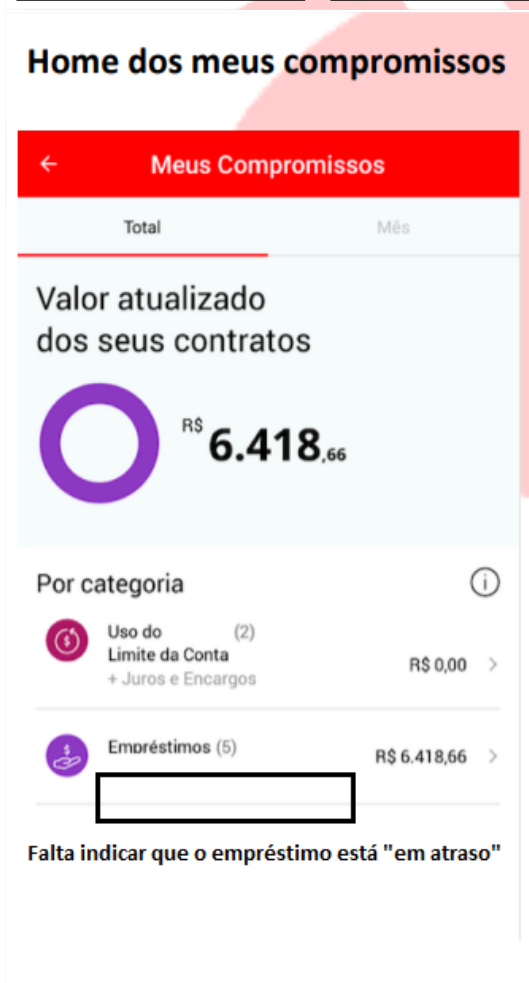 Home dos meus compromissos
Meus Compromissos
Total Mês
Valor atualizado
dos seus contratos
R$ 6.418,66
Por categoria
Uso do (2)
Limite da Conta
+ Juros e Encargos
R$ 0,00
Empréstimos (5)
R$ 6.418,66
Falta indicar que o empréstimo está "em atraso"